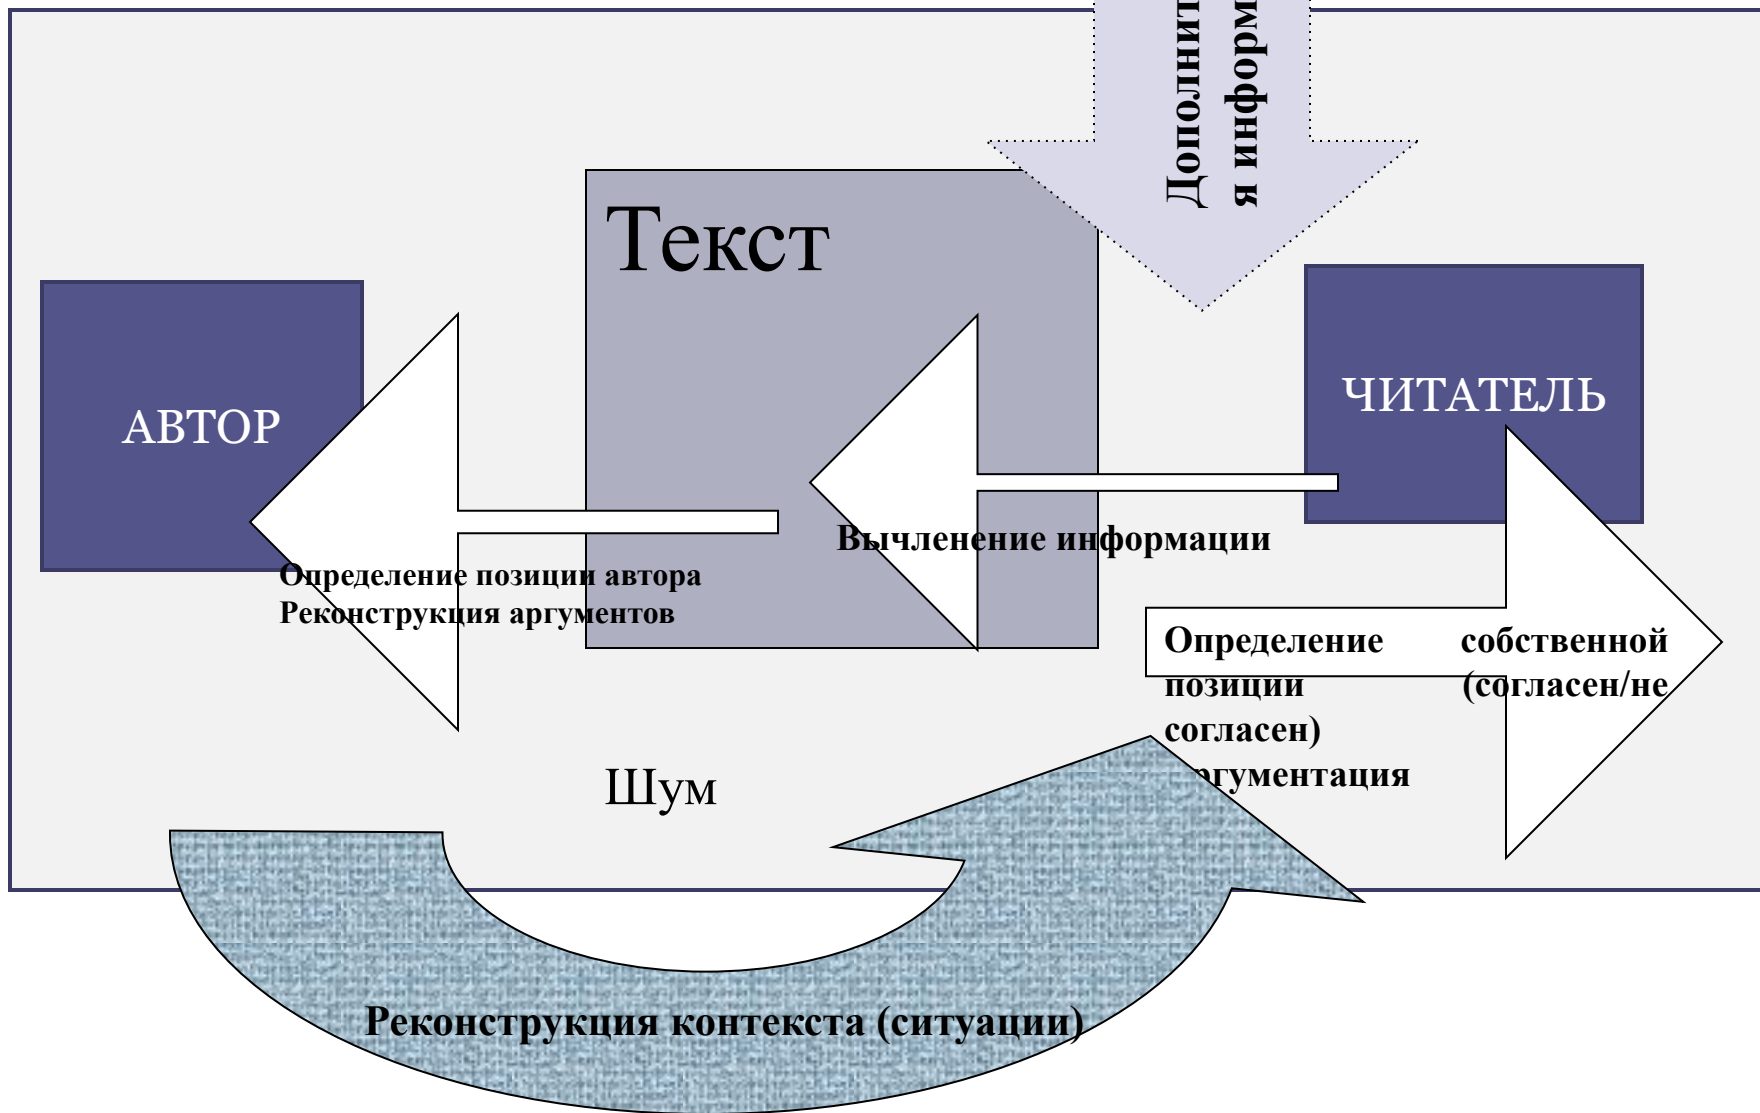 Дополнит
я информ
Текст
АВТОР
ЧИТАТЕЛЬ
Вычленение информации
Определение позиции автора
Реконструкция аргументов
Определение собственной
позиции (согласен/не
согласен)
ргументация
Шум
Реконструкция контекста (ситуации)